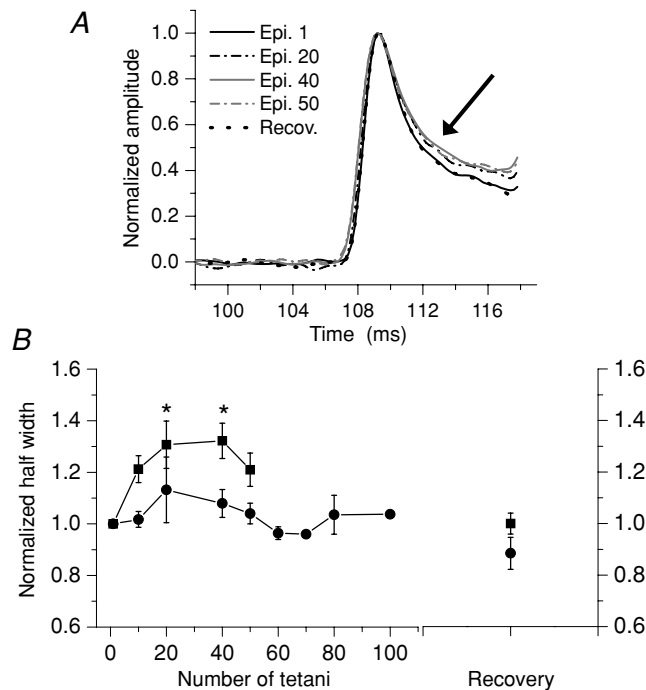 A
Epi. 1
Epi. 20
Epi. 40
Epi. 50
Recov.
Normalized amplitude
1.0
0.8
0.6
0.4
0.2
0.0
100 104 108 112 116
Time (ms)
B
Normalized half width
1.6
1.4
1.2
1.0
0.8
0.6
* *
1.6
1.4
1.2
1.0
0.8
0.6
0 20 40 60 80 100
Number of tetani
Recovery